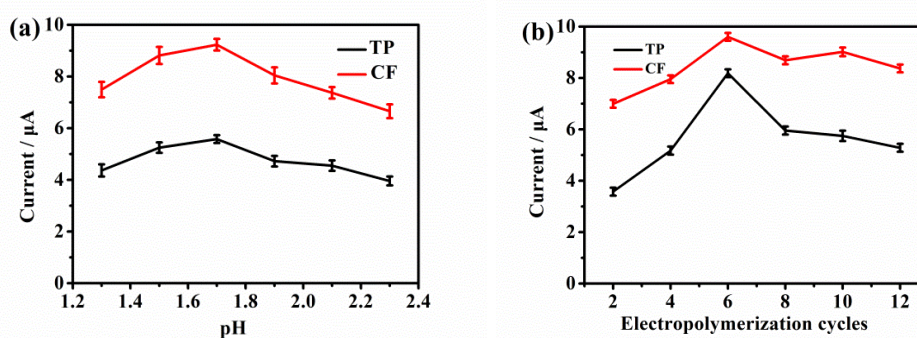 (a)
TP
CF
Current / μA
10
8
6
4
2
0
1.2 1.4 1.6 1.8 2.0 2.2 2.4
pH
(b)
TP
CF
Current / μA
10
8
6
4
2
0
2 4 6 8 10 12
Electropolymerization cycles